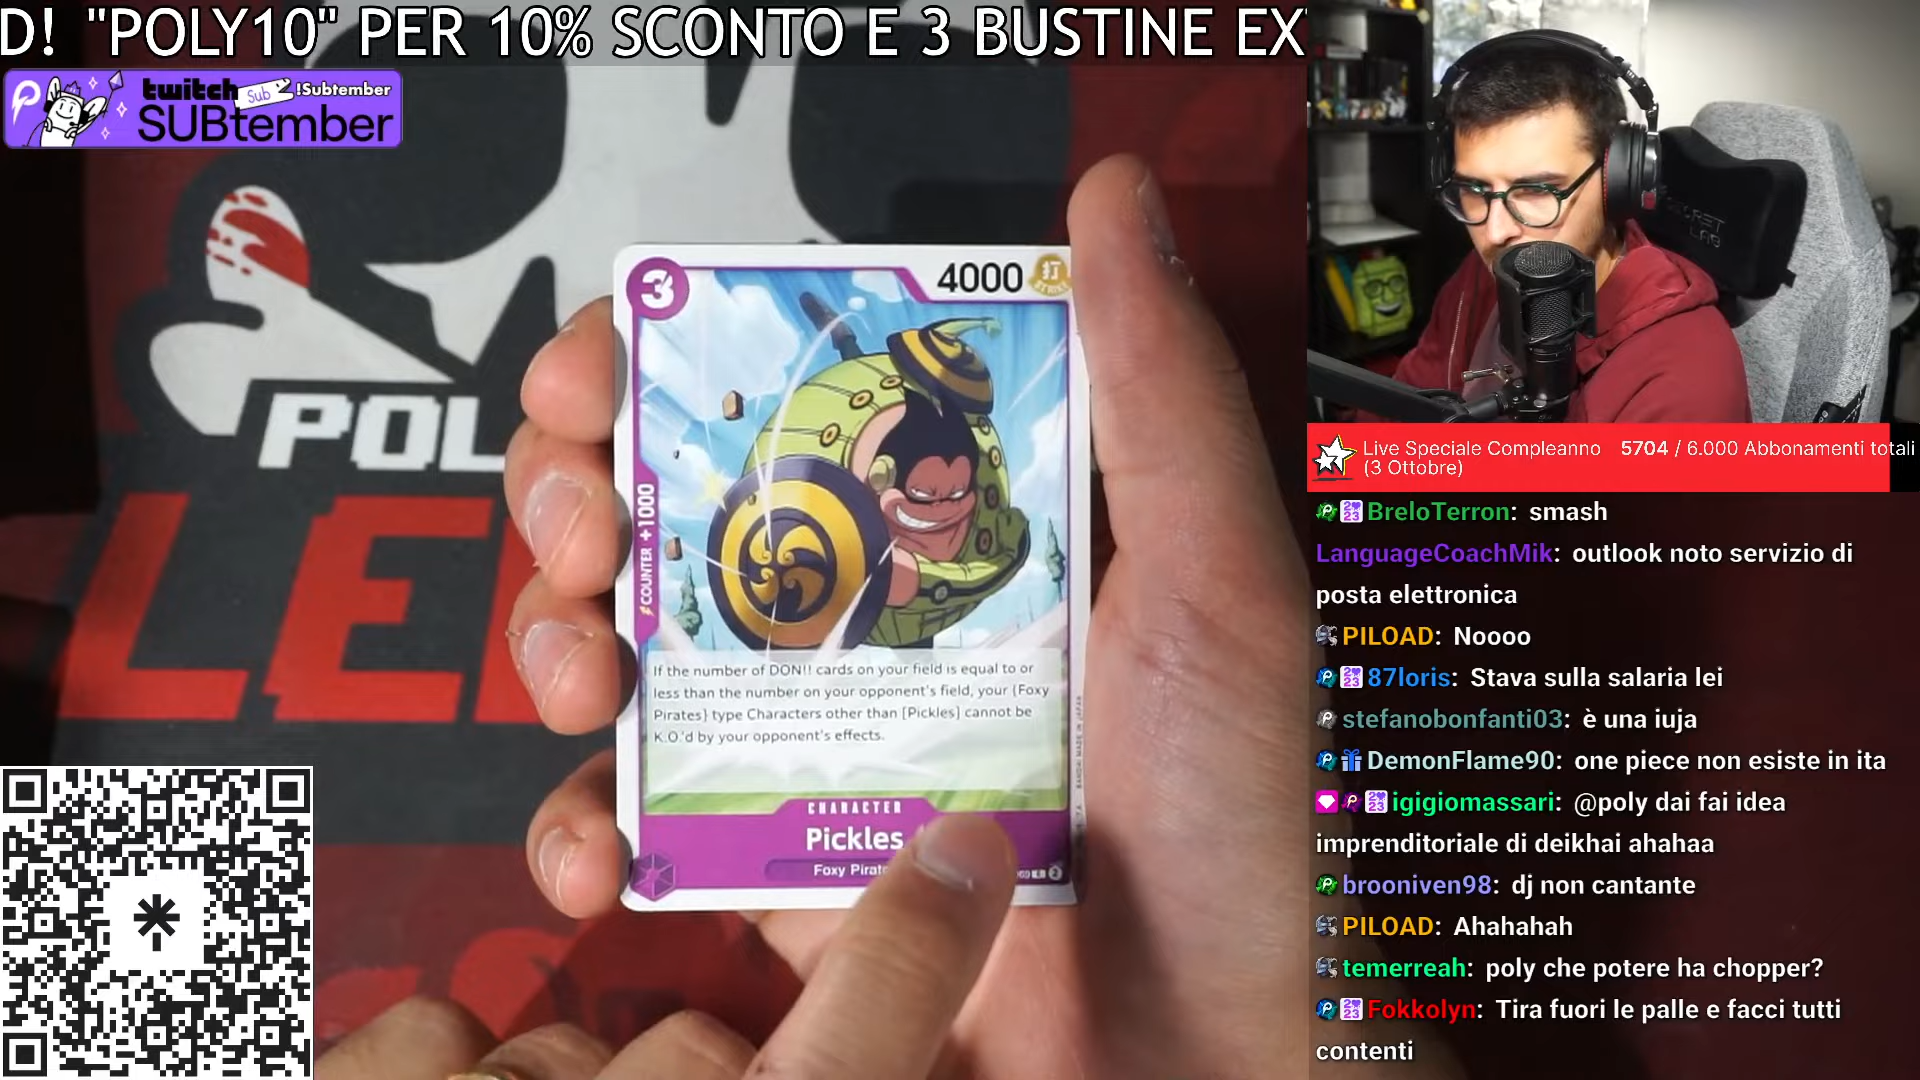 D! "POLY10" PER 10% SCONTO E 3 BUSTINE EX
twitch Sub !Subtember
SUBtember
POL
LE
3
4000
打
STRIKE
COUNTER +1000
If the number of DON!! cards on your field is equal to or
less than the number on your opponent's field, your {Foxy
Pirates} type Characters other than [Pickles] cannot be
K.O.'d by your opponent's effects.
CHARACTER
Pickles
Foxy Pirate
SECRET
LAB
Live Speciale Compleanno 5704 / 6.000 Abbonamenti totali
(3 Ottobre)
BreloTerron: smash
LanguageCoachMik: outlook noto servizio di
posta elettronica
PILOAD: Noooo
87loris: Stava sulla salaria lei
stefanobonfanti03: è una iuja
DemonFlame90: one piece non esiste in ita
igigiomassari: @poly dai fai idea
imprenditoriale di deikhai ahahaa
brooniven98: dj non cantante
PILOAD: Ahahahah
temerreah: poly che potere ha chopper?
Fokkolyn: Tira fuori le palle e facci tutti
contenti